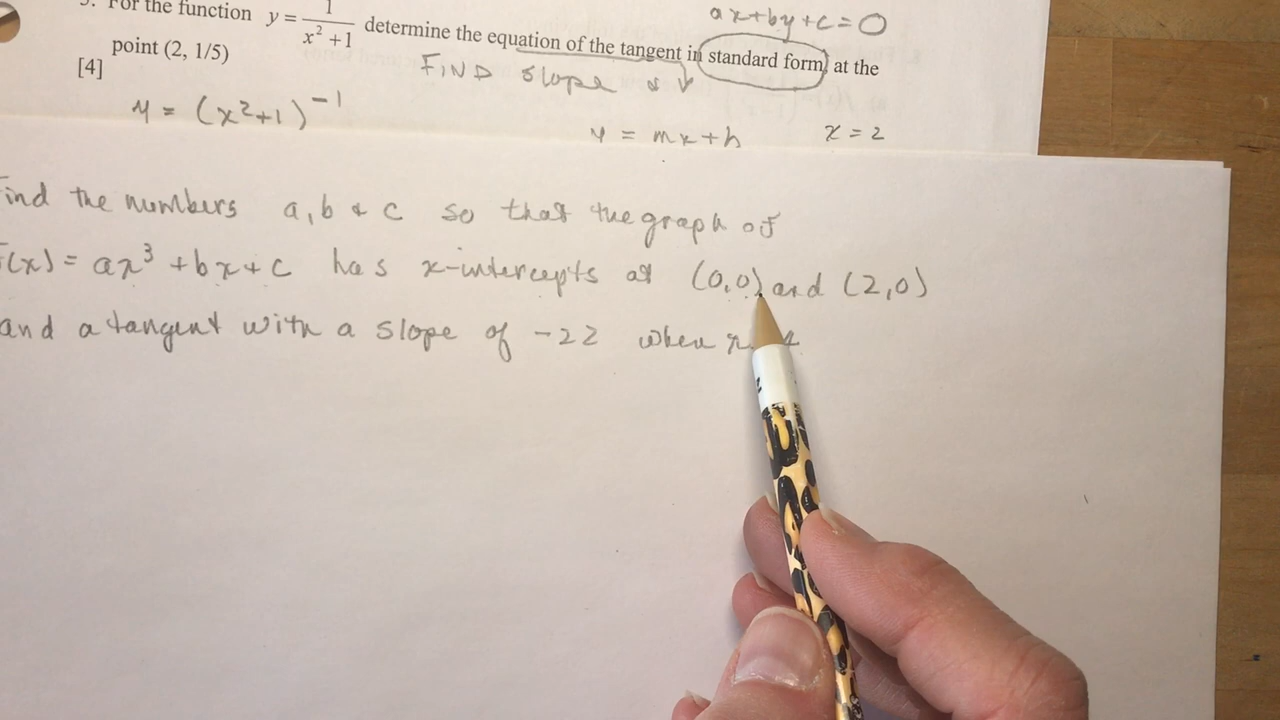 For the function y = 1/(x² + 1) determine the equation of the tangent in standard form at the
point (2, 1/5)
[4]
ax+by+c=0
FIND slope
y = (x²+1)⁻¹
y = mx+b
x = 2
Find the numbers a, b & c so that the graph of
f(x) = ax³ + bx + c has x-intercepts at (0,0) and (2,0)
and a tangent with a slope of -22 when x